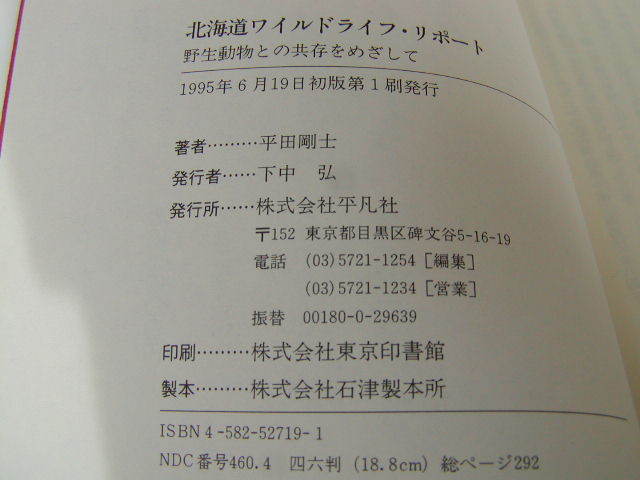 北海道ワイルドライフ・リポート
野生動物との共存をめざして
1995年6月19日初版第1刷発行
著者………平田剛士
発行者……下中 弘
発行所……株式会社平凡社
〒152 東京都目黒区碑文谷5-16-19
電話 (03)5721-1254［編集］
(03)5721-1234［営業］
振替 00180-0-29639
印刷………株式会社東京印書館
製本………株式会社石津製本所
ISBN4-582-52719-1
NDC番号460.4 四六判（18.8cm）総ページ292